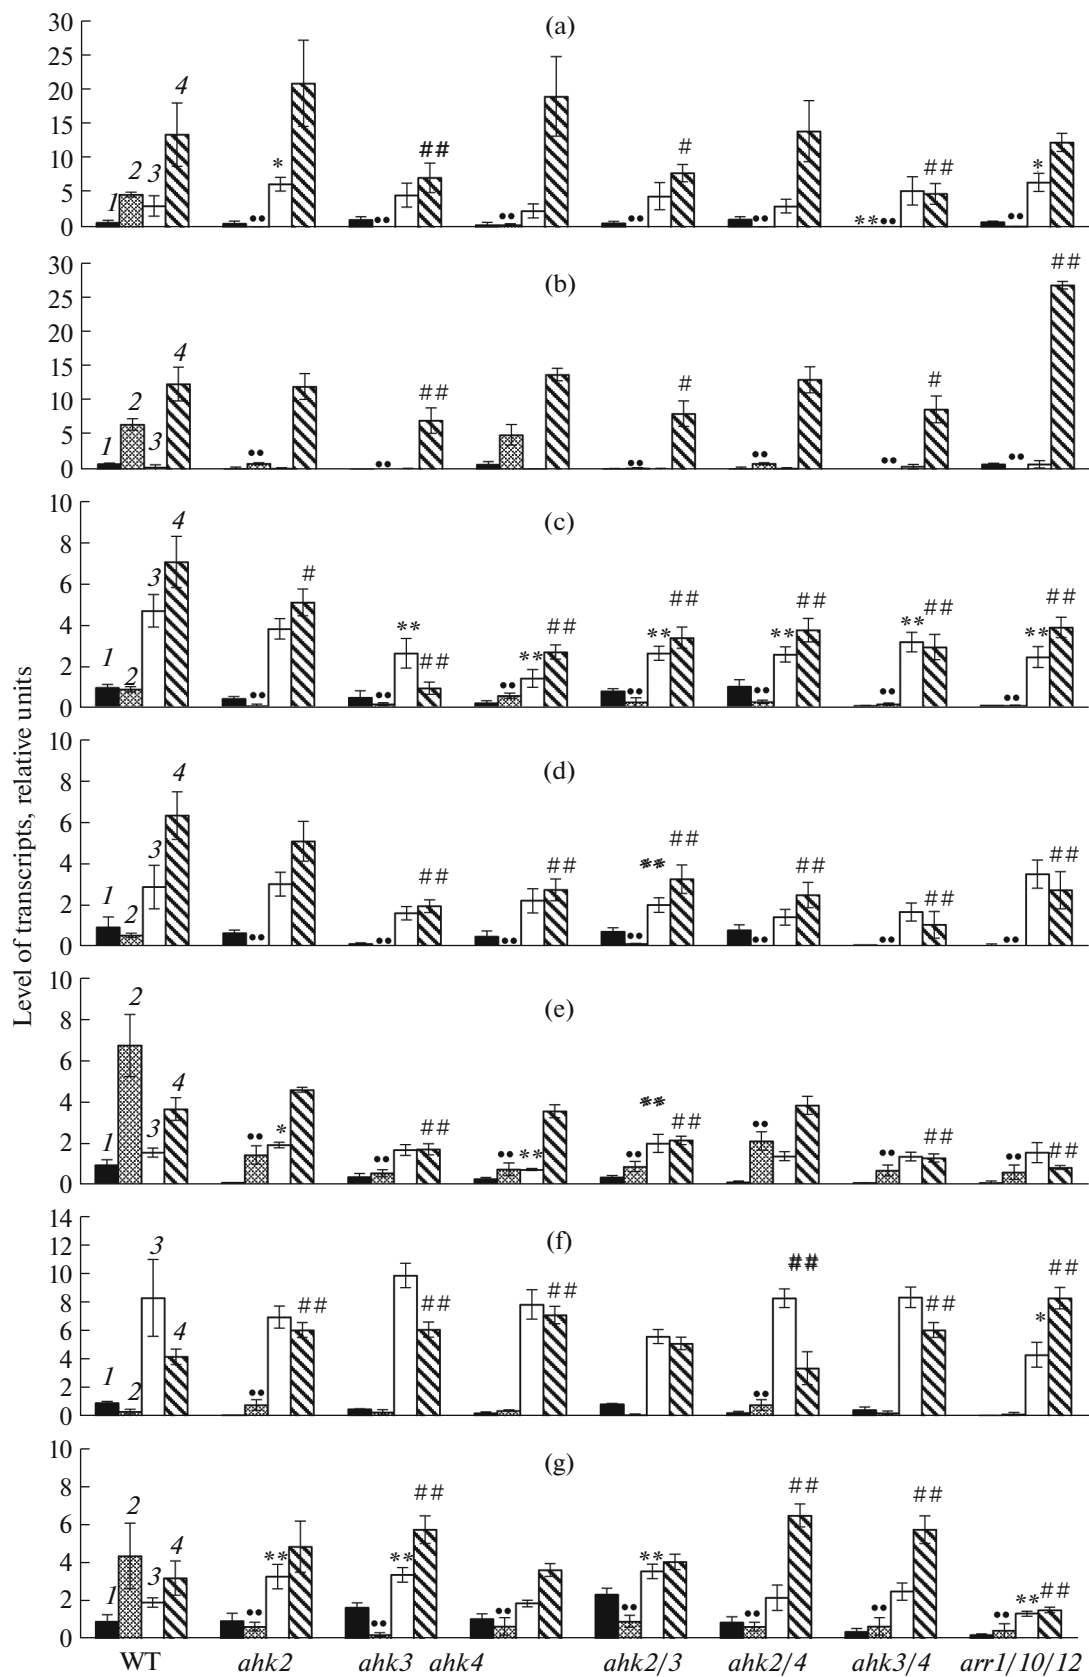 Level of transcripts, relative units
(a)
30
25
20
15
10
5
0
1 2 3 4
•• * •• ## •• •• # •• ** •• ## •• *
(b)
30
25
20
15
10
5
0
1 2 3 4
•• •• ## •• # •• •• # •• ##
(c)
10
8
6
4
2
0
1 2 3 4
•• # •• ** ## •• ** ## •• ** ## •• ** ## •• ** ## •• ** ##
(d)
10
8
6
4
2
0
1 2 3 4
•• •• ## •• ## •• ** ## •• ## •• ## •• ##
(e)
10
8
6
4
2
0
1 2 3 4
•• * •• ## •• ** •• ** ## •• •• ## •• ##
(f)
14
12
10
8
6
4
2
0
1 2 3 4
•• ## ## ## •• ## ## * ##
(g)
10
8
6
4
2
0
1 2 3 4
•• ** •• ** ## •• •• ** •• ## •• ## •• ** ##
WT ahk2 ahk3 ahk4 ahk2/3 ahk2/4 ahk3/4 arr1/10/12